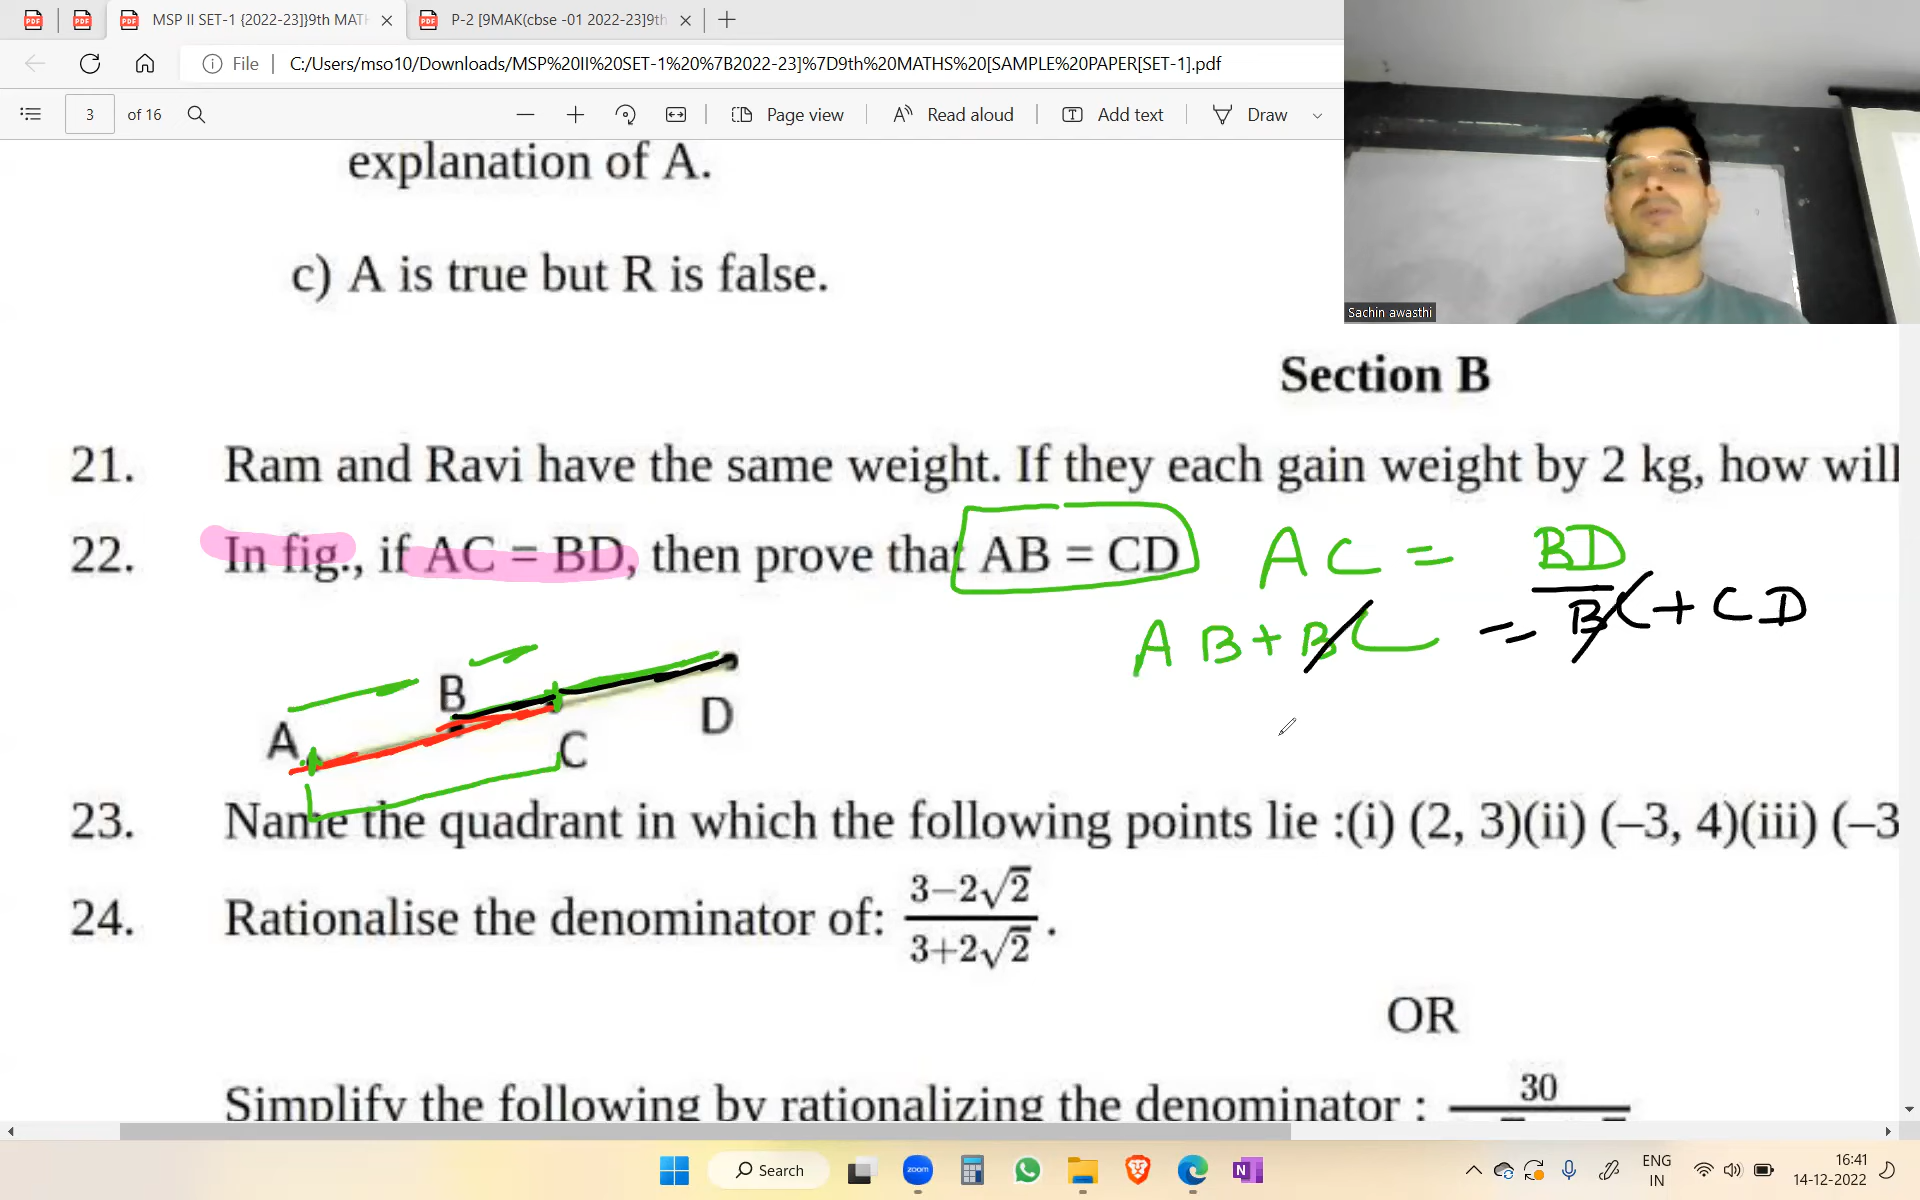 MSP II SET-1 {2022-23]}9th MAT
P-2 [9MAK(cbse -01 2022-23]9th
File
C:/Users/mso10/Downloads/MSP%20II%20SET-1%20%7B2022-23]%7D9th%20MATHS%20[SAMPLE%20PAPER[SET-1].pdf
3 of 16
Page view
Read aloud
Add text
Draw
explanation of A.
c) A is true but R is false.
Sachin awasthi
Section B
21. Ram and Ravi have the same weight. If they each gain weight by 2 kg, how will
22. In fig., if AC = BD, then prove that AB = CD
AC = BD
AB + BC = BC + CD
A B C D
23. Name the quadrant in which the following points lie :(i) (2, 3)(ii) (–3, 4)(iii) (–3
24. Rationalise the denominator of: 3−2√2 / 3+2√2 .
OR
Simplify the following by rationalizing the denominator : 30
Search
zoom
N
ENG
IN
16:41
14-12-2022